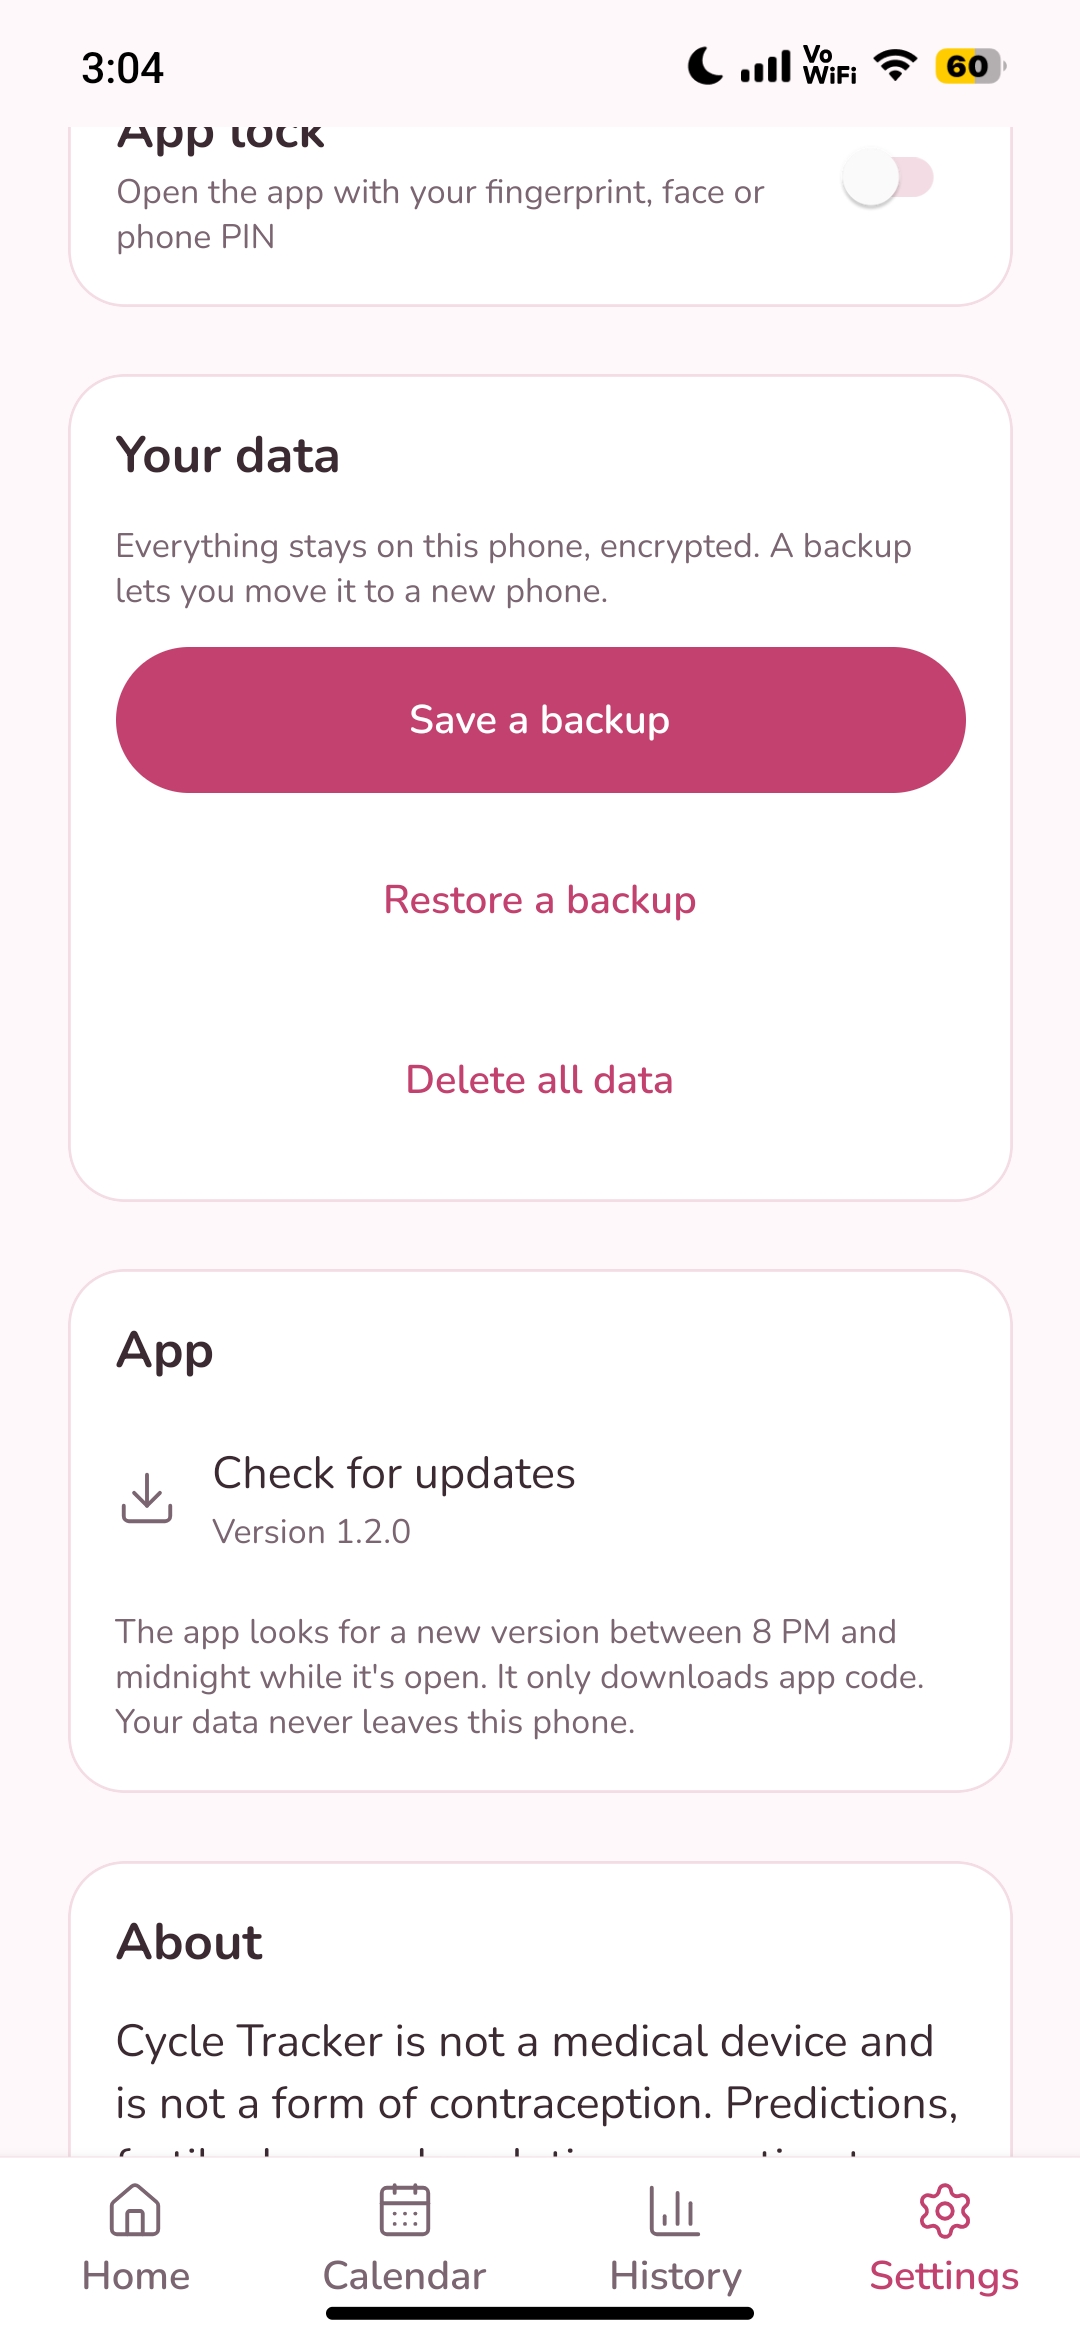 3:04
Vo
WiFi
60
App lock
Open the app with your fingerprint, face or
phone PIN
Your data
Everything stays on this phone, encrypted. A backup
lets you move it to a new phone.
Save a backup
Restore a backup
Delete all data
App
Check for updates
Version 1.2.0
The app looks for a new version between 8 PM and
midnight while it's open. It only downloads app code.
Your data never leaves this phone.
About
Cycle Tracker is not a medical device and
is not a form of contraception. Predictions,
Home
Calendar
History
Settings